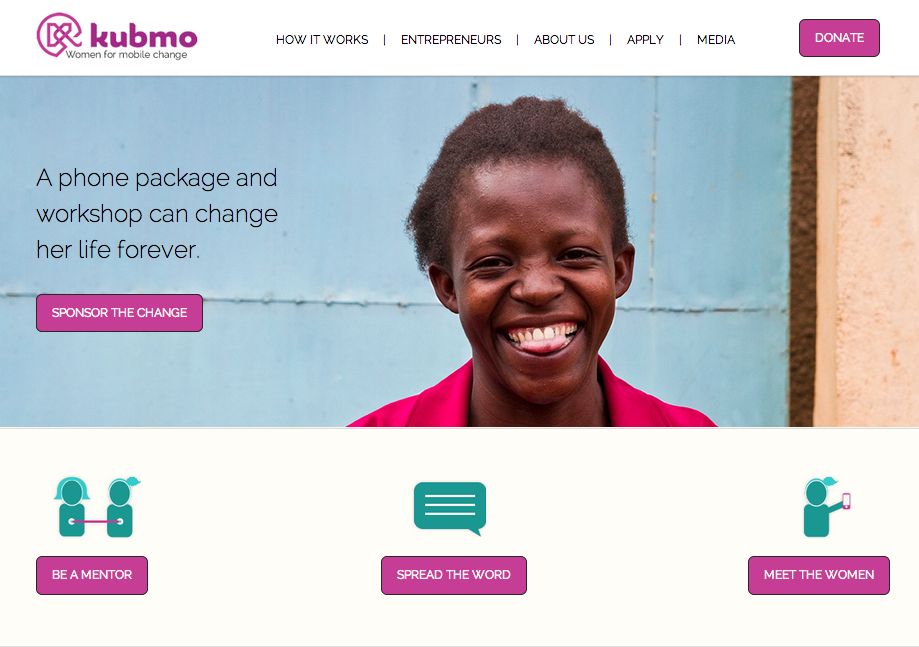 kubmo
Women for mobile change
HOW IT WORKS | ENTREPRENEURS | ABOUT US | APPLY | MEDIA
DONATE
A phone package and
workshop can change
her life forever.
SPONSOR THE CHANGE
BE A MENTOR
SPREAD THE WORD
MEET THE WOMEN